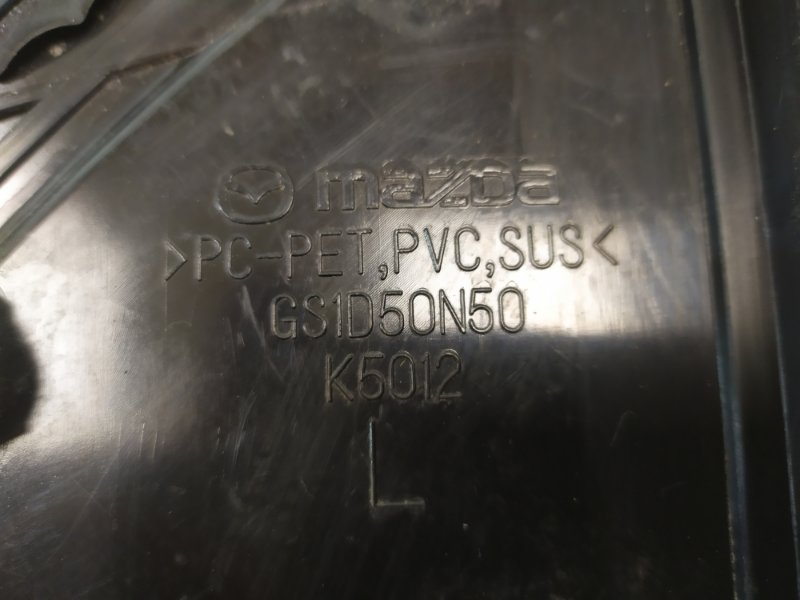 mazda
>PC-PET,PVC,SUS<
GS1D50N50
K5012
L